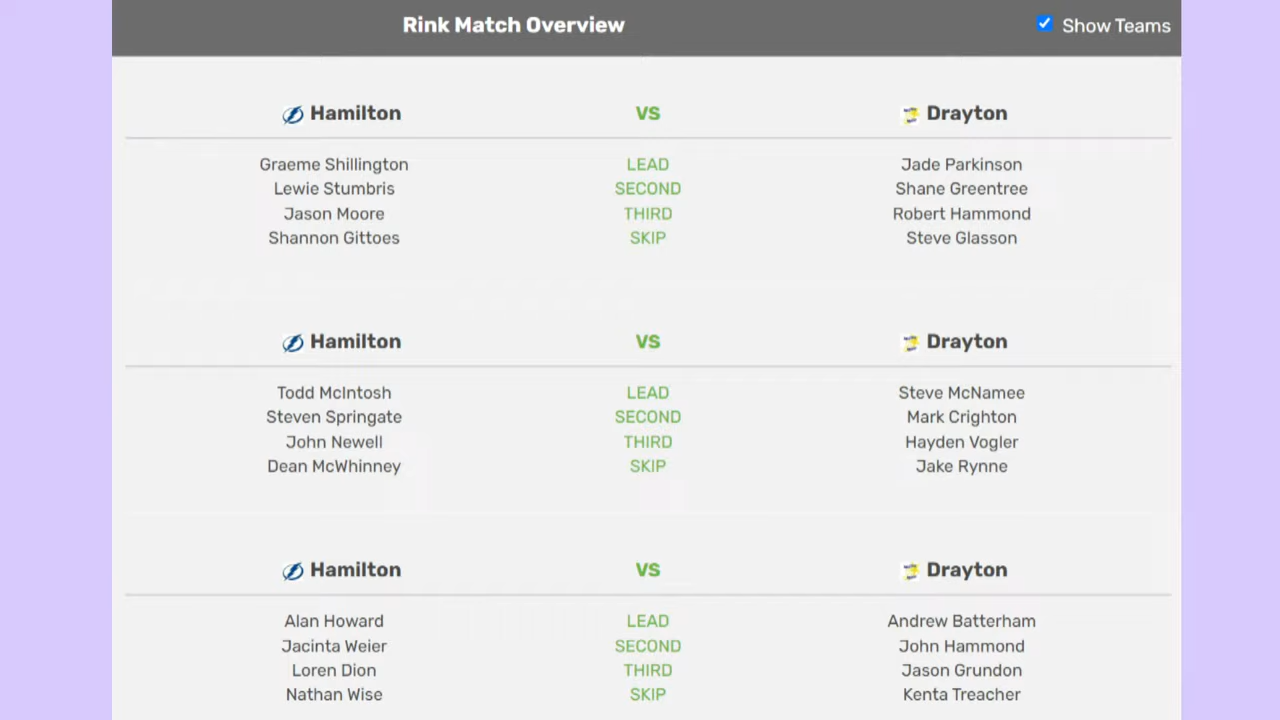 Rink Match Overview
Show Teams
Hamilton VS Drayton
Graeme Shillington LEAD Jade Parkinson
Lewie Stumbris SECOND Shane Greentree
Jason Moore THIRD Robert Hammond
Shannon Gittoes SKIP Steve Glasson
Hamilton VS Drayton
Todd McIntosh LEAD Steve McNamee
Steven Springate SECOND Mark Crighton
John Newell THIRD Hayden Vogler
Dean McWhinney SKIP Jake Rynne
Hamilton VS Drayton
Alan Howard LEAD Andrew Batterham
Jacinta Weier SECOND John Hammond
Loren Dion THIRD Jason Grundon
Nathan Wise SKIP Kenta Treacher